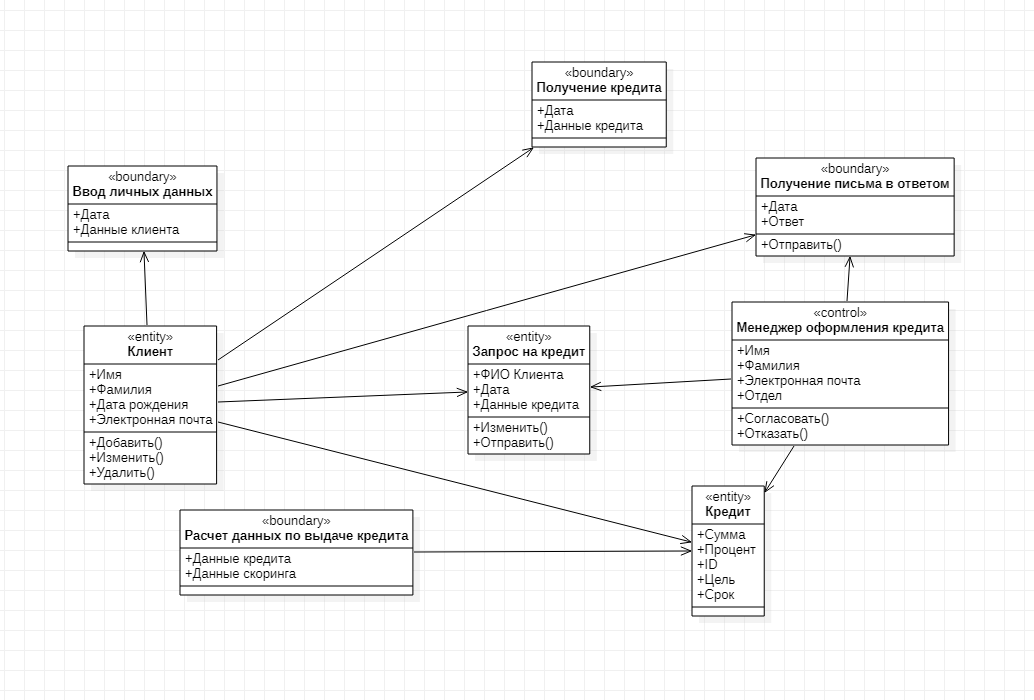 «boundary»
Получение кредита
+Дата
+Данные кредита
«boundary»
Ввод личных данных
+Дата
+Данные клиента
«boundary»
Получение письма в ответом
+Дата
+Ответ
+Отправить()
«entity»
Клиент
+Имя
+Фамилия
+Дата рождения
+Электронная почта
+Добавить()
+Изменить()
+Удалить()
«entity»
Запрос на кредит
+ФИО Клиента
+Дата
+Данные кредита
+Изменить()
+Отправить()
«control»
Менеджер оформления кредита
+Имя
+Фамилия
+Электронная почта
+Отдел
+Согласовать()
+Отказать()
«boundary»
Расчет данных по выдаче кредита
+Данные кредита
+Данные скоринга
«entity»
Кредит
+Сумма
+Процент
+ID
+Цель
+Срок